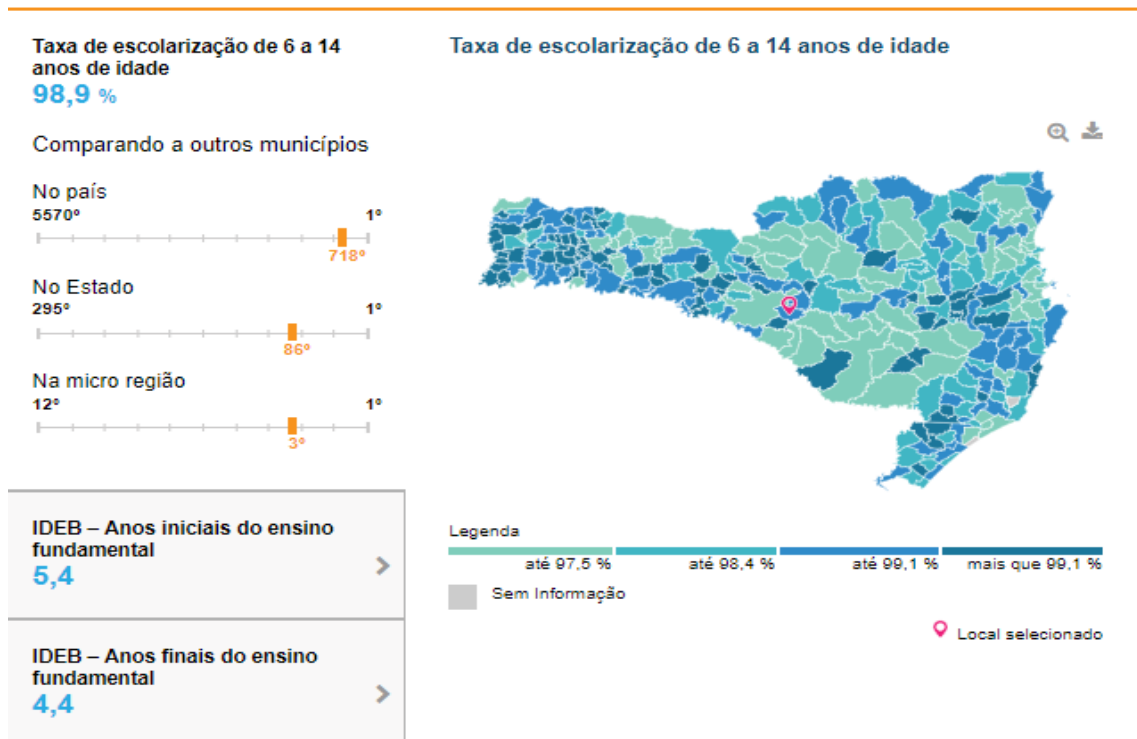 Taxa de escolarização de 6 a 14
anos de idade
98,9 %
Comparando a outros municípios
No país
5570º 1º
718º
No Estado
295º 1º
86º
Na micro região
12º 1º
3º
IDEB – Anos iniciais do ensino
fundamental
5,4
IDEB – Anos finais do ensino
fundamental
4,4
Taxa de escolarização de 6 a 14 anos de idade
Legenda
até 97,5 % até 98,4 % até 99,1 % mais que 99,1 %
Sem Informação
Local selecionado